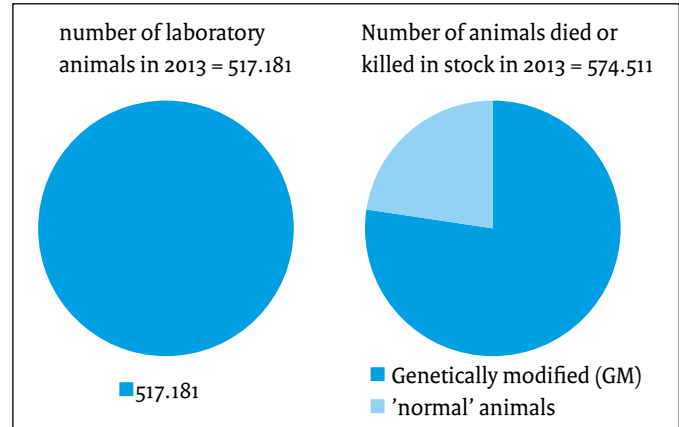 number of laboratory
animals in 2013 = 517.181
Number of animals died or
killed in stock in 2013 = 574.511
517.181
Genetically modified (GM)
'normal' animals